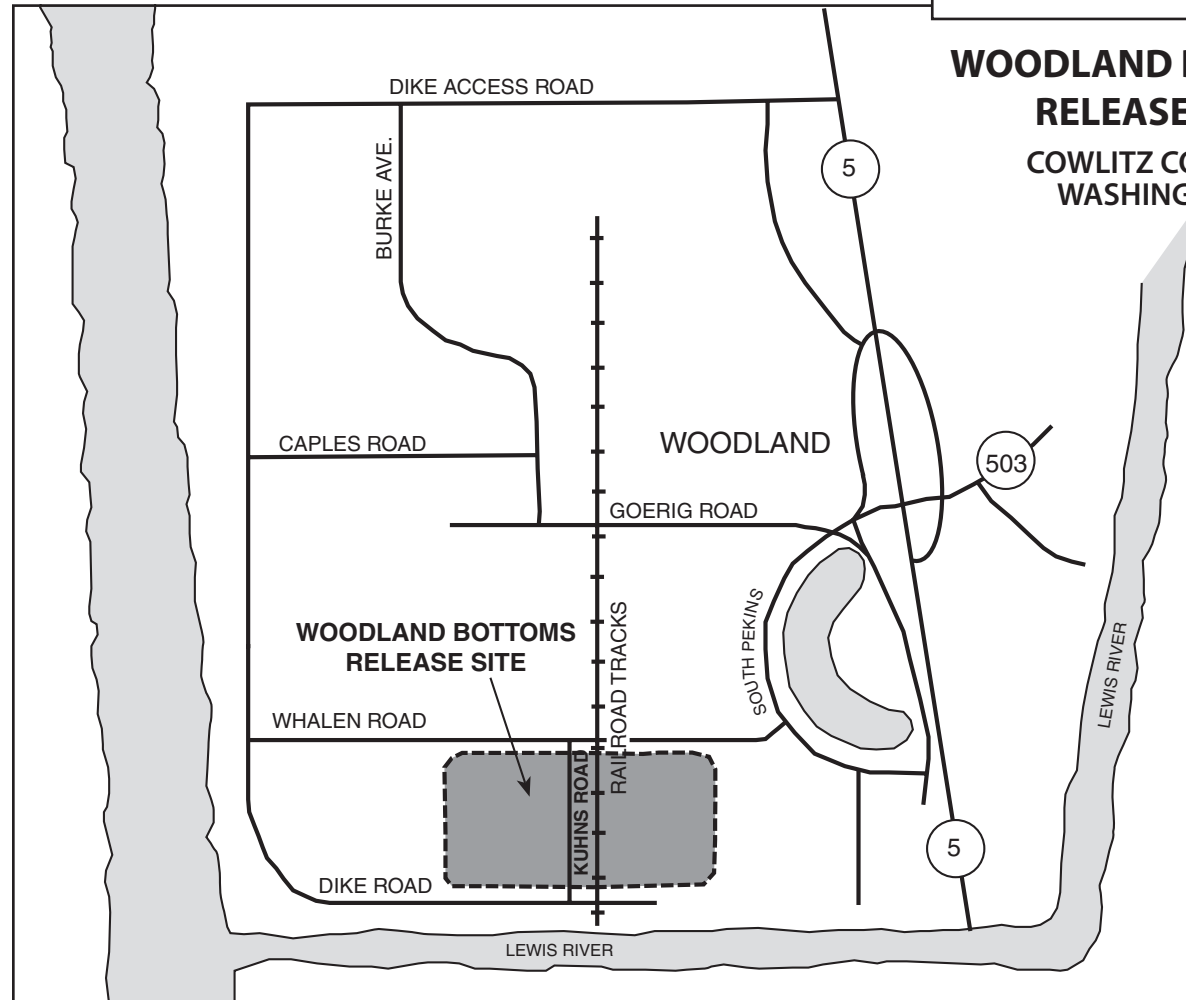 WOODLAND
RELEASE
COWLITZ
WASHING
DIKE ACCESS ROAD
BURKE AVE.
5
CAPLES ROAD
WOODLAND
503
GOERIG ROAD
WOODLAND BOTTOMS
RELEASE SITE
RAILROAD TRACKS
SOUTH PEKINS
LEWIS RIVER
WHALEN ROAD
KUHNS ROAD
5
DIKE ROAD
LEWIS RIVER